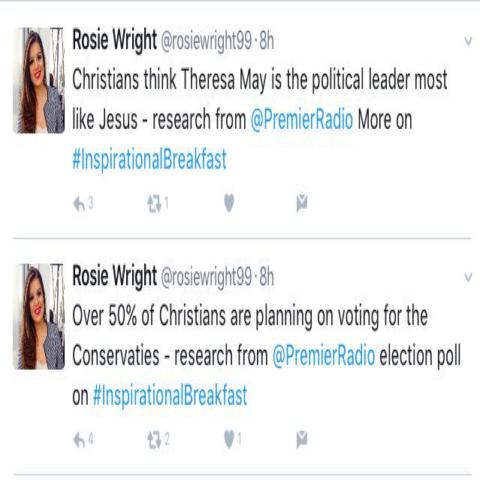 Rosie Wright @rosiewright99 · 8h
Christians think Theresa May is the political leader most
like Jesus - research from @PremierRadio More on
#InspirationalBreakfast
3 1
Rosie Wright @rosiewright99 · 8h
Over 50% of Christians are planning on voting for the
Conservaties - research from @PremierRadio election poll
on #InspirationalBreakfast
4 2 1